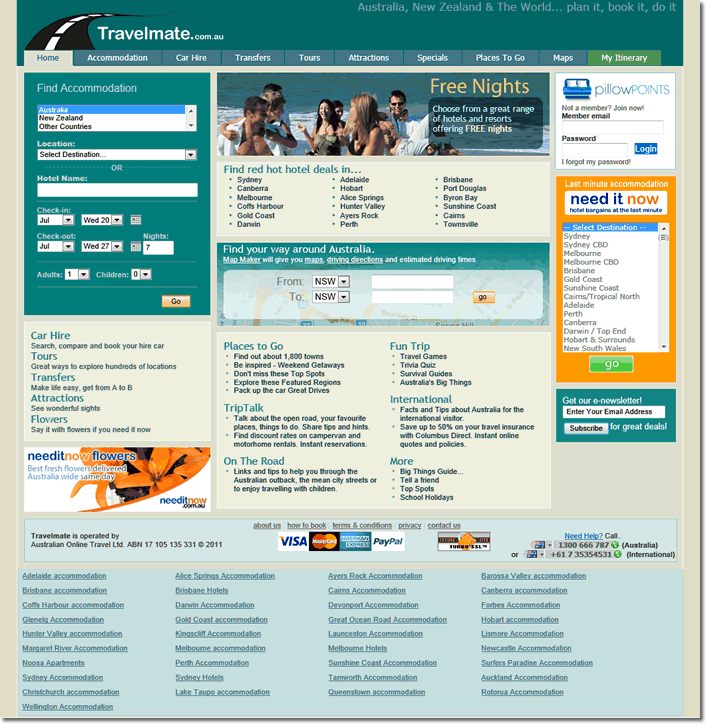 Australia, New Zealand & The World... plan it, book it, do it
Travelmate.com.au
Home Accommodation Car Hire Transfers Tours Attractions Specials Places To Go Maps My Itinerary
Find Accommodation
Australia
New Zealand
Other Countries
Location:
Select Destination...
OR
Hotel Name:
Check-in:
Jul Wed 20
Check-out: Nights:
Jul Wed 27 7
Adults: 1 Children: 0
Go
Car Hire
Search, compare and book your hire car
Tours
Great ways to explore hundreds of locations
Transfers
Make life easy, get from A to B
Attractions
See wonderful sights
Flowers
Say it with flowers if you need it now
needitnow flowers
Best fresh flowers delivered
Australia wide same day
needitnow
.com.au
Free Nights
Choose from a great range
of hotels and resorts
offering FREE nights
Find red hot hotel deals in...
Sydney Adelaide Brisbane
Canberra Hobart Port Douglas
Melbourne Alice Springs Byron Bay
Coffs Harbour Hunter Valley Sunshine Coast
Gold Coast Ayers Rock Cairns
Darwin Perth Townsville
Find your way around Australia.
Map Maker will give you maps, driving directions and estimated driving times.
From: NSW
To: NSW
go
Spring Hill
Places to Go
Find out about 1,800 towns
Be inspired - Weekend Getaways
Don't miss these Top Spots
Explore these Featured Regions
Pack up the car Great Drives
TripTalk
Talk about the open road, your favourite
places, things to do. Share tips and hints.
Find discount rates on campervan and
motorhome rentals. Instant reservations.
On The Road
Links and tips to help you through the
Australian outback, the mean city streets or
to enjoy travelling with children.
Fun Trip
Travel Games
Trivia Quiz
Survival Guides
Australia's Big Things
International
Facts and Tips about Australia for the
international visitor.
Save up to 50% on your travel insurance
with Columbus Direct. Instant online
quotes and policies.
More
Big Things Guide...
Tell a friend
Top Spots
School Holidays
pillowPOINTS
Not a member? Join now!
Member email
Password
Login
I forgot my password!
Last minute accommodation
need it now
hotel bargains at the last minute
-- Select Destination --
Sydney
Sydney CBD
Melbourne
Melbourne CBD
Brisbane
Gold Coast
Sunshine Coast
Cairns/Tropical North
Adelaide
Perth
Canberra
Darwin / Top End
Hobart & Surrounds
New South Wales
go
Get our e-newsletter!
Enter Your Email Address
Subscribe for great deals!
about us how to book terms & conditions privacy contact us
Travelmate is operated by
Australian Online Travel Ltd. ABN 17 105 135 331 © 2011
VISA MasterCard AMERICAN EXPRESS PayPal
TURBO SSL
Need Help? Call..
1300 666 787 (Australia)
or +61 7 35354531 (International)
Adelaide accommodation Alice Springs Accommodation Ayers Rock Accommodation Barossa Valley accommodation
Brisbane accommodation Brisbane Hotels Cairns Accommodation Canberra accommodation
Coffs Harbour accommodation Darwin Accommodation Devonport Accommodation Forbes Accommodation
Glenelg Accommodation Gold Coast accommodation Great Ocean Road Accommodation Hobart accommodation
Hunter Valley accommodation Kingscliff Accommodation Launceston Accommodation Lismore Accommodation
Margaret River Accommodation Melbourne accommodation Melbourne Hotels Newcastle Accommodation
Noosa Apartments Perth Accommodation Sunshine Coast Accommodation Surfers Paradise Accommodation
Sydney Accommodation Sydney Hotels Tamworth Accommodation Auckland Accommodation
Christchurch accommodation Lake Taupo accommodation Queenstown accommodation Rotorua Accommodation
Wellington Accommodation